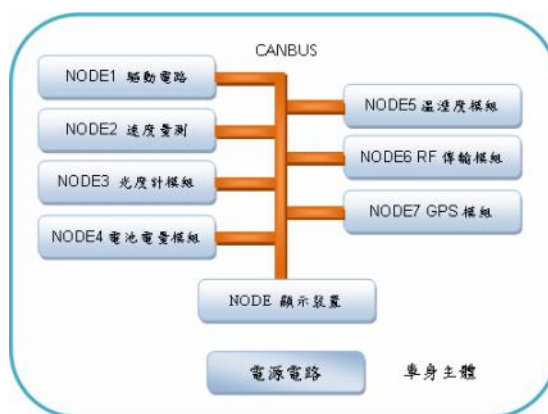 CANBUS
NODE1 驅動電路
NODE2 速度量測
NODE3 光度計模組
NODE4 電池電量模組
NODE5 溫溼度模組
NODE6 RF 傳輸模組
NODE7 GPS 模組
NODE 顯示裝置
電源電路
車身主體